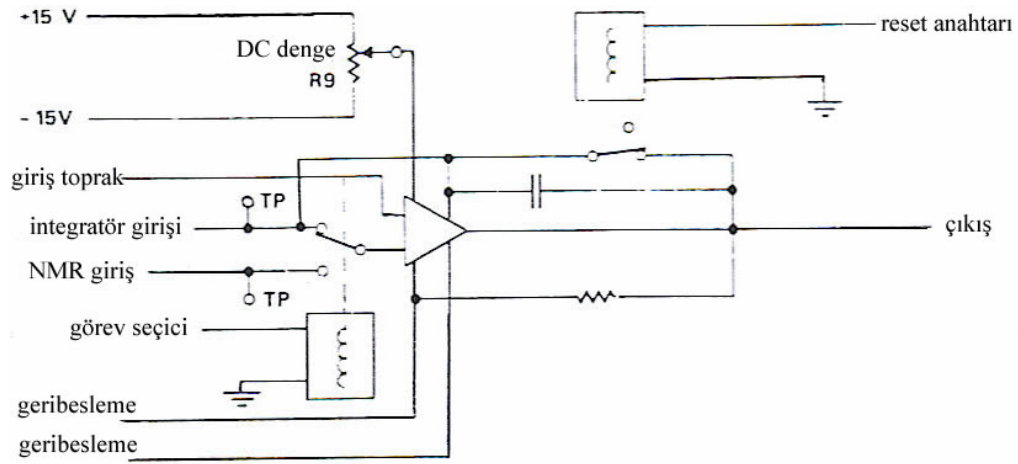 +15 V
DC denge
R9
- 15V
reset anahtarı
giriş toprak
TP
integratör girişi
çıkış
NMR giriş
TP
görev seçici
geribesleme
geribesleme